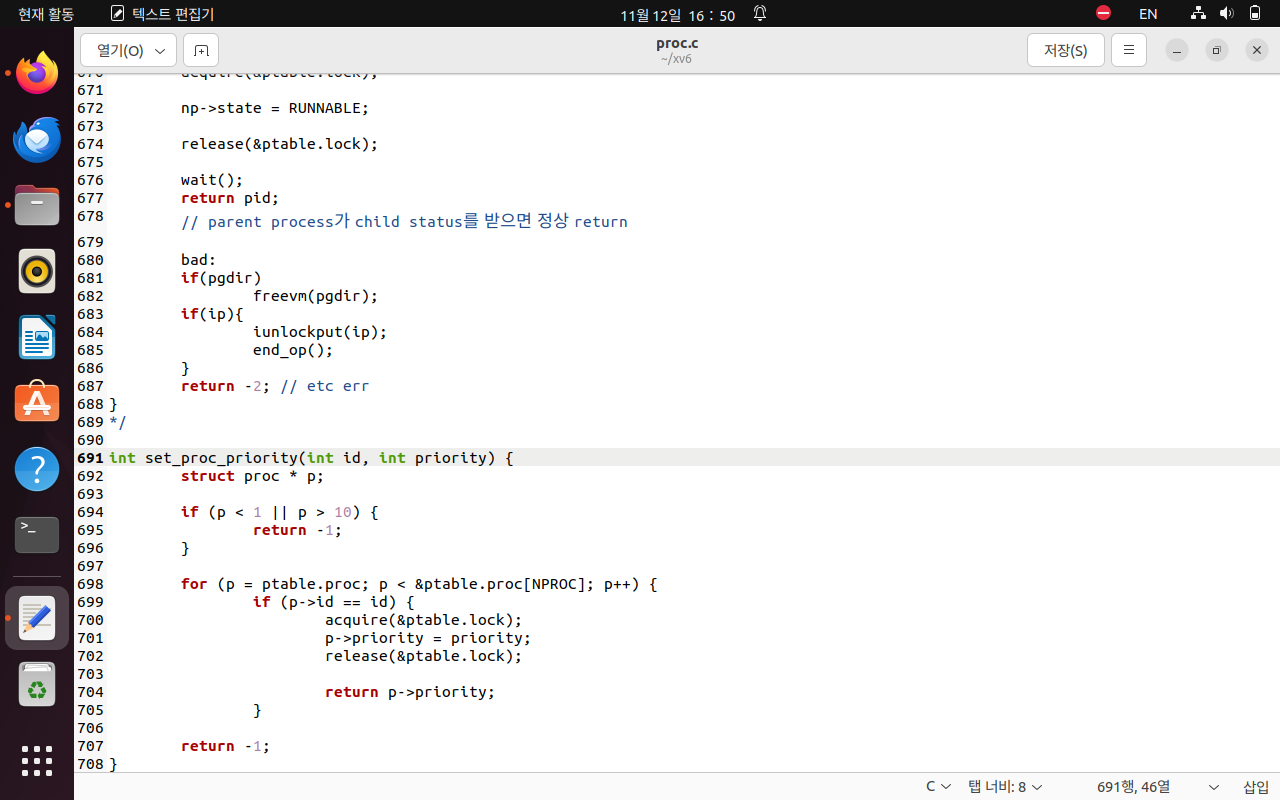 현재 활동
텍스트 편집기
11월 12일 16 : 50
EN
열기(O)
proc.c
~/xv6
저장(S)
670 acquire(&ptable.lock);
671
672 np->state = RUNNABLE;
673
674 release(&ptable.lock);
675
676 wait();
677 return pid;
678 // parent process가 child status를 받으면 정상 return
679
680 bad:
681 if(pgdir)
682 freevm(pgdir);
683 if(ip){
684 iunlockput(ip);
685 end_op();
686 }
687 return -2; // etc err
688 }
689 */
690
691 int set_proc_priority(int id, int priority) {
692 struct proc * p;
693
694 if (p < 1 || p > 10) {
695 return -1;
696 }
697
698 for (p = ptable.proc; p < &ptable.proc[NPROC]; p++) {
699 if (p->id == id) {
700 acquire(&ptable.lock);
701 p->priority = priority;
702 release(&ptable.lock);
703
704 return p->priority;
705 }
706
707 return -1;
708 }
C
탭 너비: 8
691행, 46열
삽입